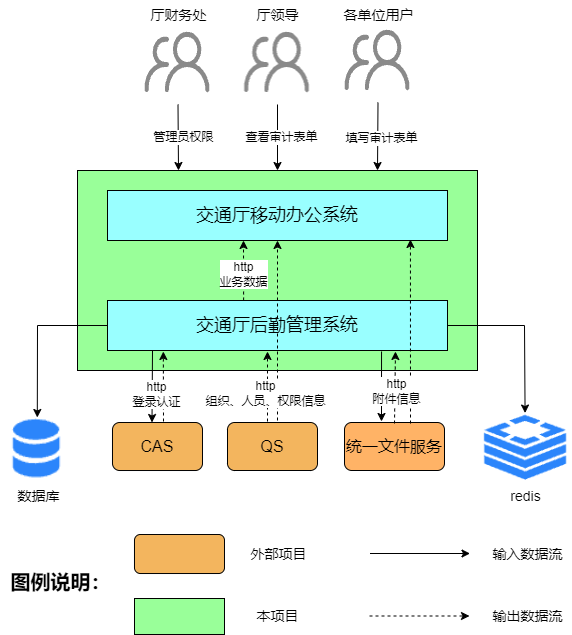 厅财务处 厅领导 各单位用户
管理员权限 查看审计表单 填写审计表单
交通厅移动办公系统
http
业务数据
交通厅后勤管理系统
http http http
登录认证 组织、人员、权限信息 附件信息
CAS QS 统一文件服务
数据库 redis
外部项目 输入数据流
图例说明：
本项目 输出数据流